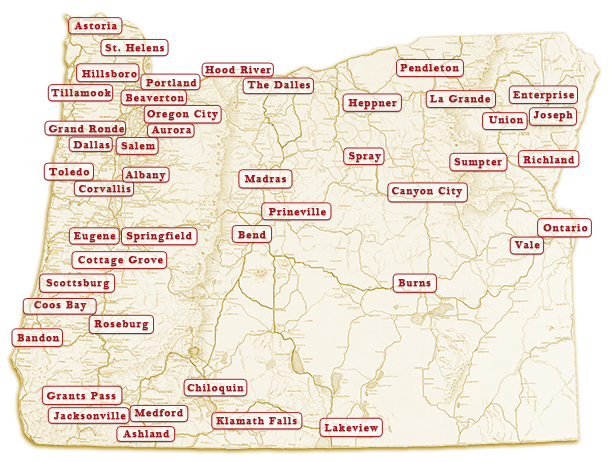 Astoria
St. Helens
Hillsboro
Hood River
Pendleton
Portland
The Dalles
Tillamook
Beaverton
Heppner
La Grande
Enterprise
Oregon City
Union
Joseph
Grand Ronde
Aurora
Dallas
Salem
Spray
Sumpter
Richland
Toledo
Albany
Madras
Corvallis
Canyon City
Prineville
Eugene
Springfield
Bend
Ontario
Vale
Cottage Grove
Scottsburg
Burns
Coos Bay
Roseburg
Bandon
Chiloquin
Grants Pass
Jacksonville
Medford
Klamath Falls
Lakeview
Ashland